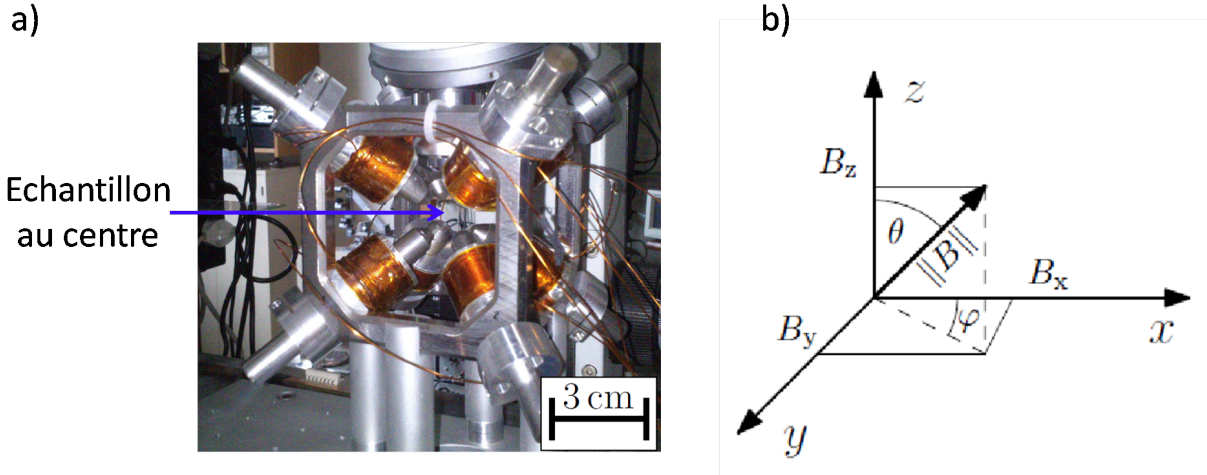 a)
Echantillon
au centre
3 cm
b)
z
B_z
θ
||B||
B_x
φ
B_y
x
y